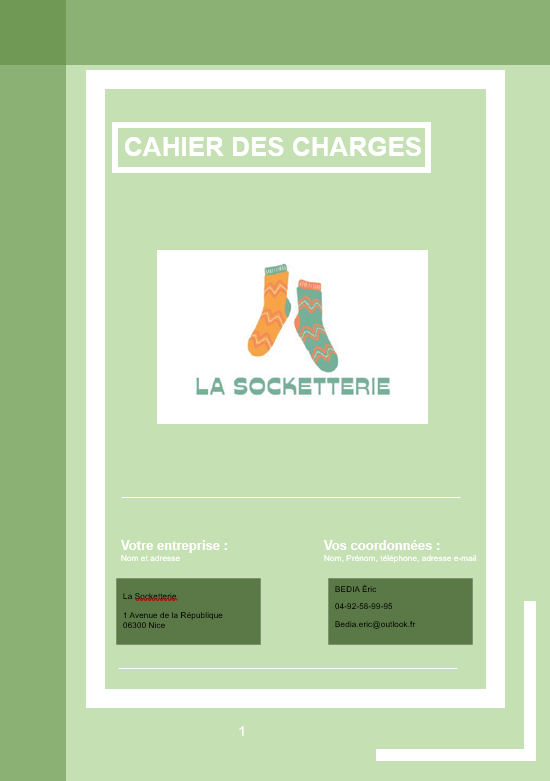 CAHIER DES CHARGES
LA SOCKETTERIE
Votre entreprise :
Nom et adresse
La Socketterie
1 Avenue de la République
06300 Nice
Vos coordonnées :
Nom, Prénom, téléphone, adresse e-mail
BEDIA Éric
04-92-58-99-95
Bedia.eric@outlook.fr
1